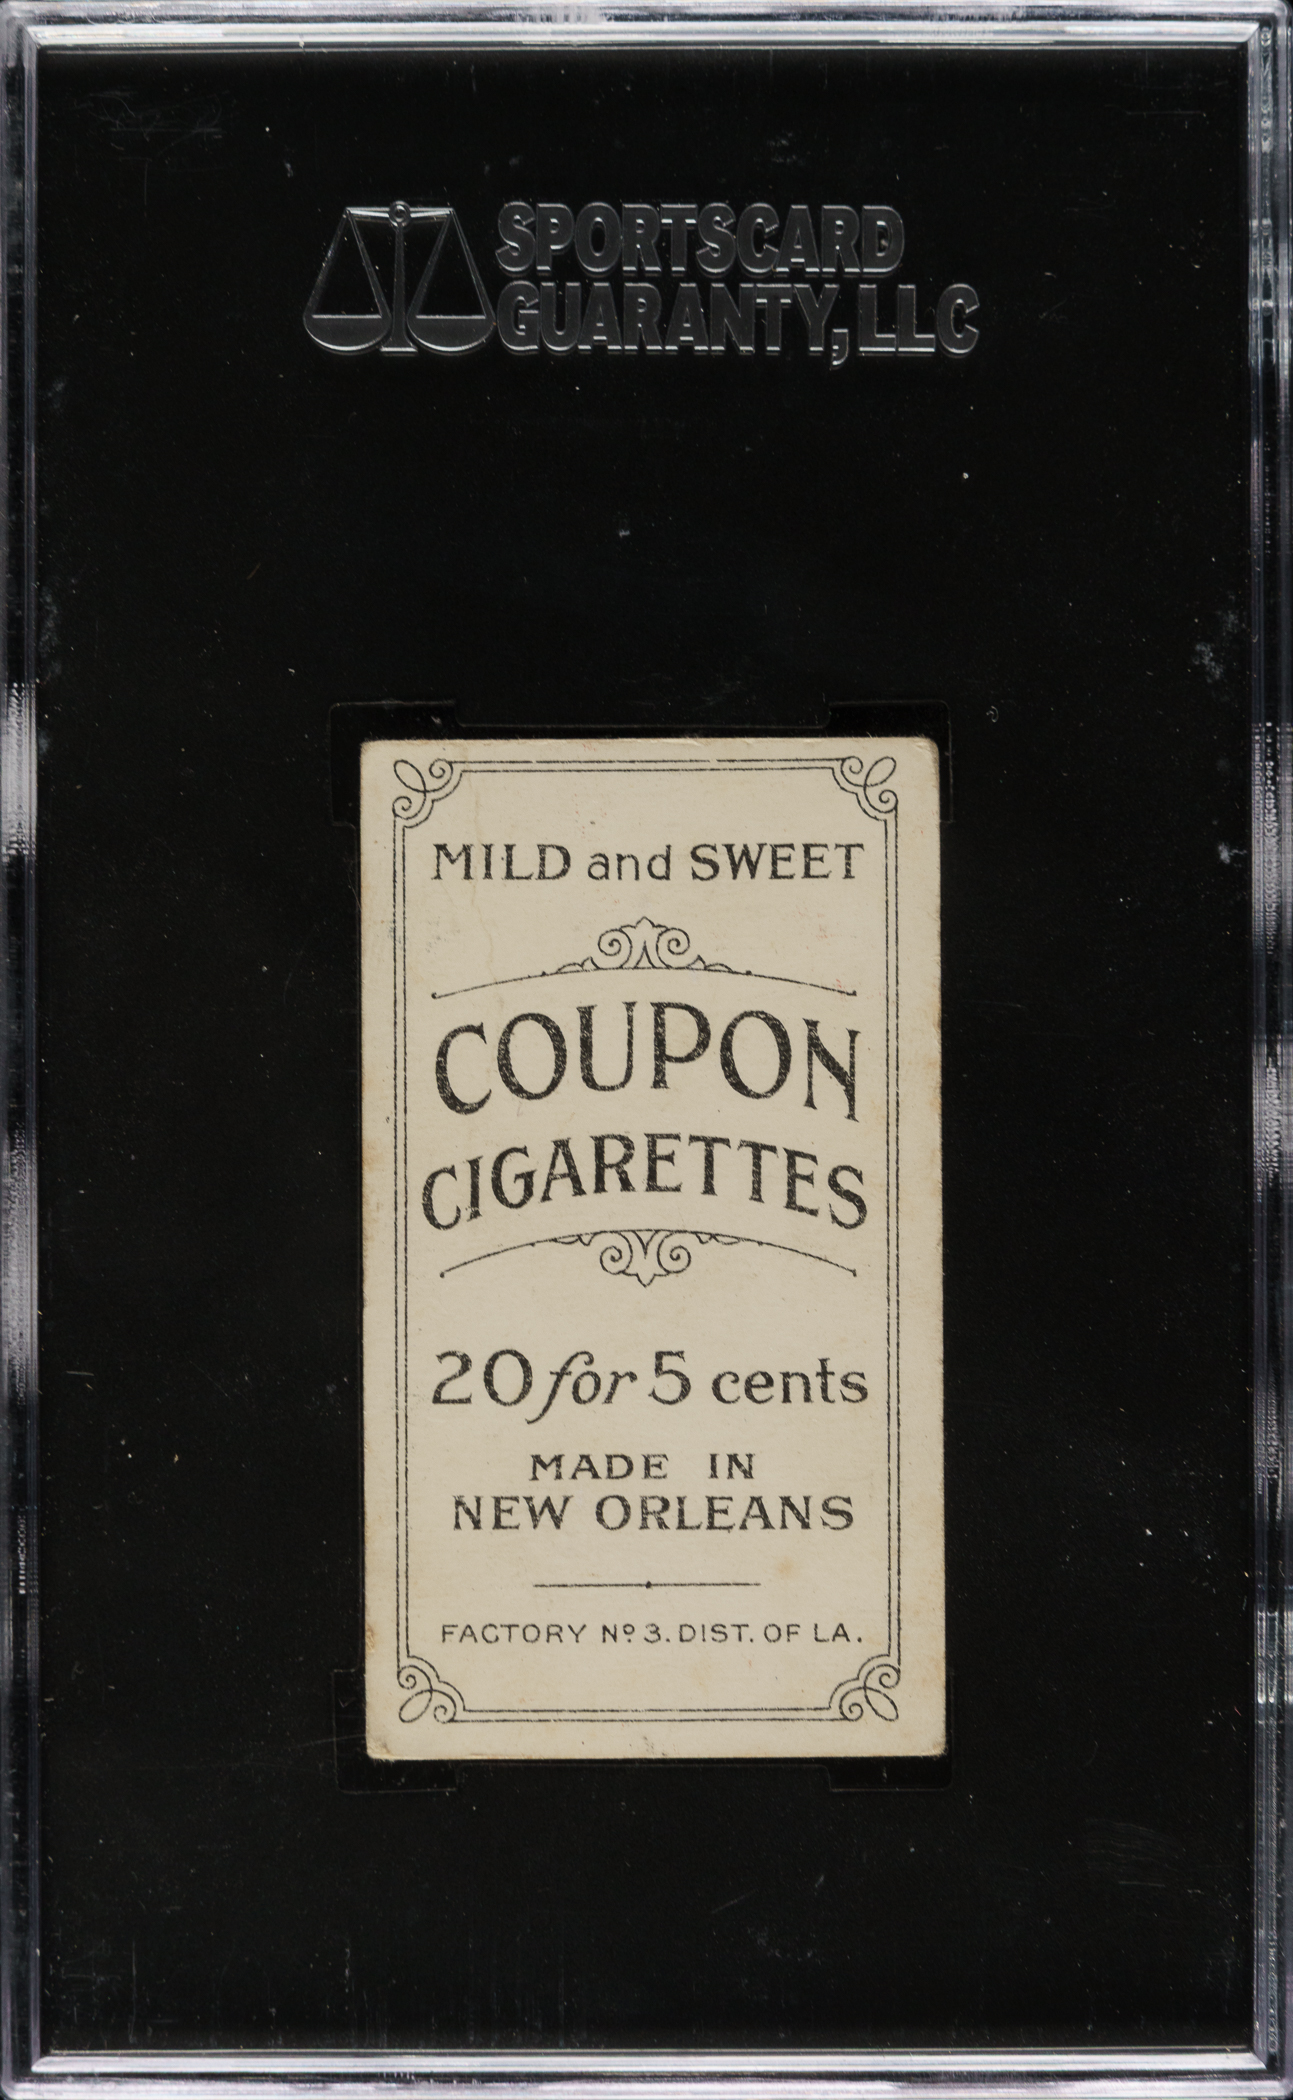 SPORTSCARD
GUARANTY, LLC
MILD and SWEET
COUPON
CIGARETTES
20 for 5 cents
MADE IN
NEW ORLEANS
FACTORY Nº 3. DIST. OF LA.